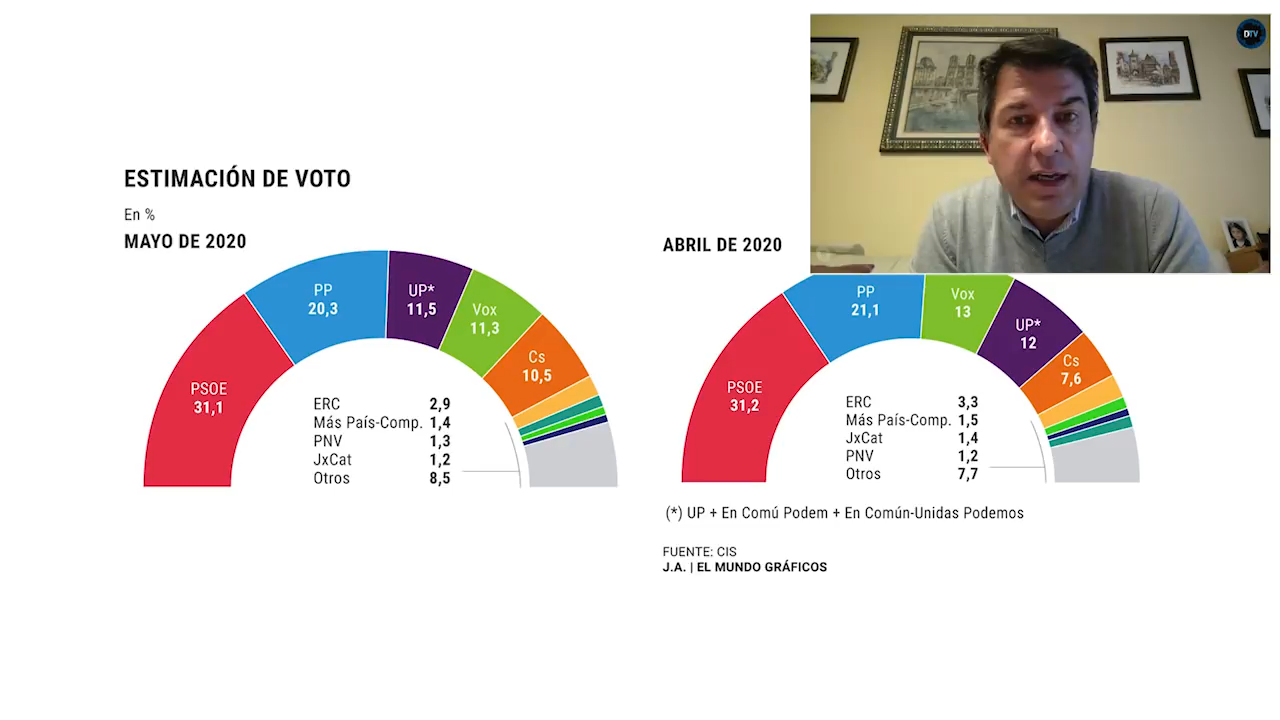 DTV
ESTIMACIÓN DE VOTO
En %
MAYO DE 2020
PSOE
31,1
PP
20,3
UP*
11,5
Vox
11,3
Cs
10,5
ERC 2,9
Más País-Comp. 1,4
PNV 1,3
JxCat 1,2
Otros 8,5
ABRIL DE 2020
PSOE
31,2
PP
21,1
Vox
13
UP*
12
Cs
7,6
ERC 3,3
Más País-Comp. 1,5
JxCat 1,4
PNV 1,2
Otros 7,7
(*) UP + En Comú Podem + En Común-Unidas Podemos
FUENTE: CIS
J.A. | EL MUNDO GRÁFICOS